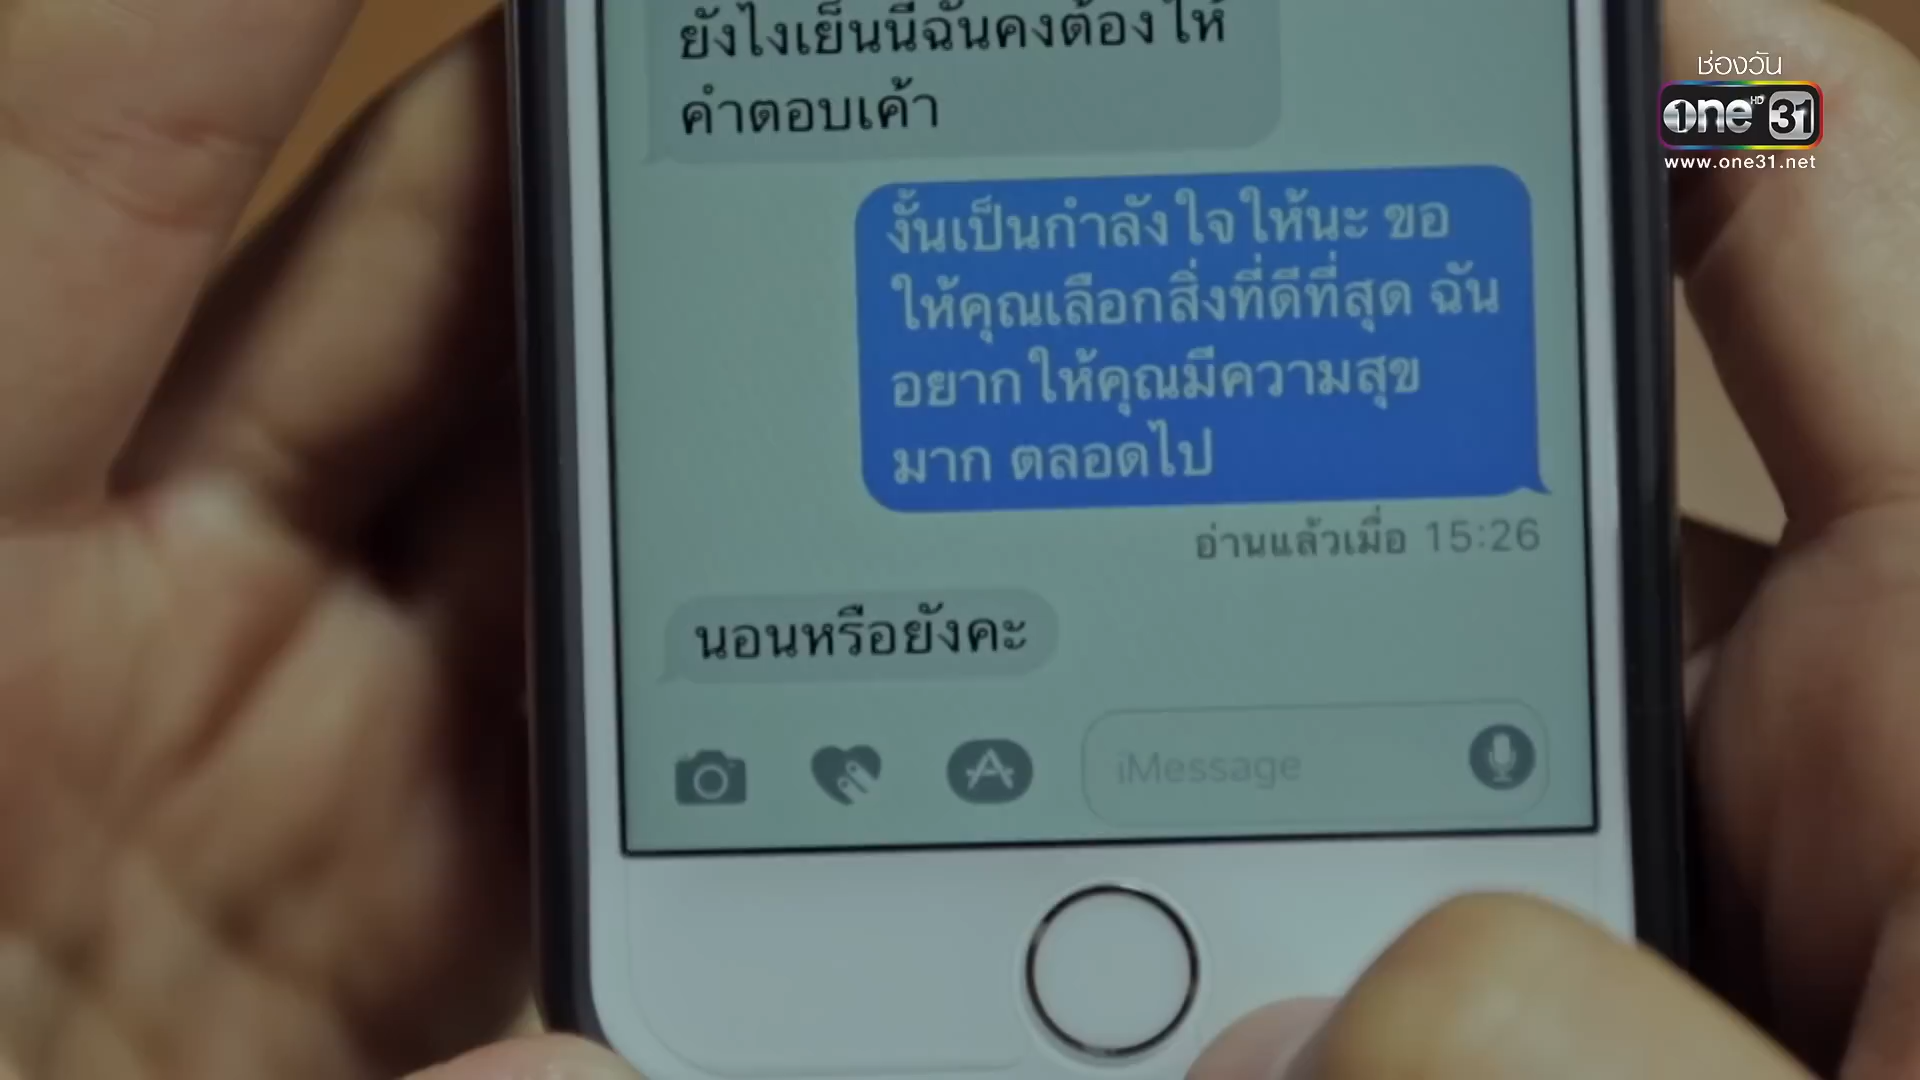 ยังไงเย็นนี้ฉันคงต้องให้
คำตอบเค้า
งั้นเป็นกำลังใจให้นะ ขอ
ให้คุณเลือกสิ่งที่ดีที่สุด ฉัน
อยากให้คุณมีความสุข
มาก ตลอดไป
อ่านแล้วเมื่อ 15:26
นอนหรือยังคะ
iMessage
ช่องวัน
one HD 31
www.one31.net